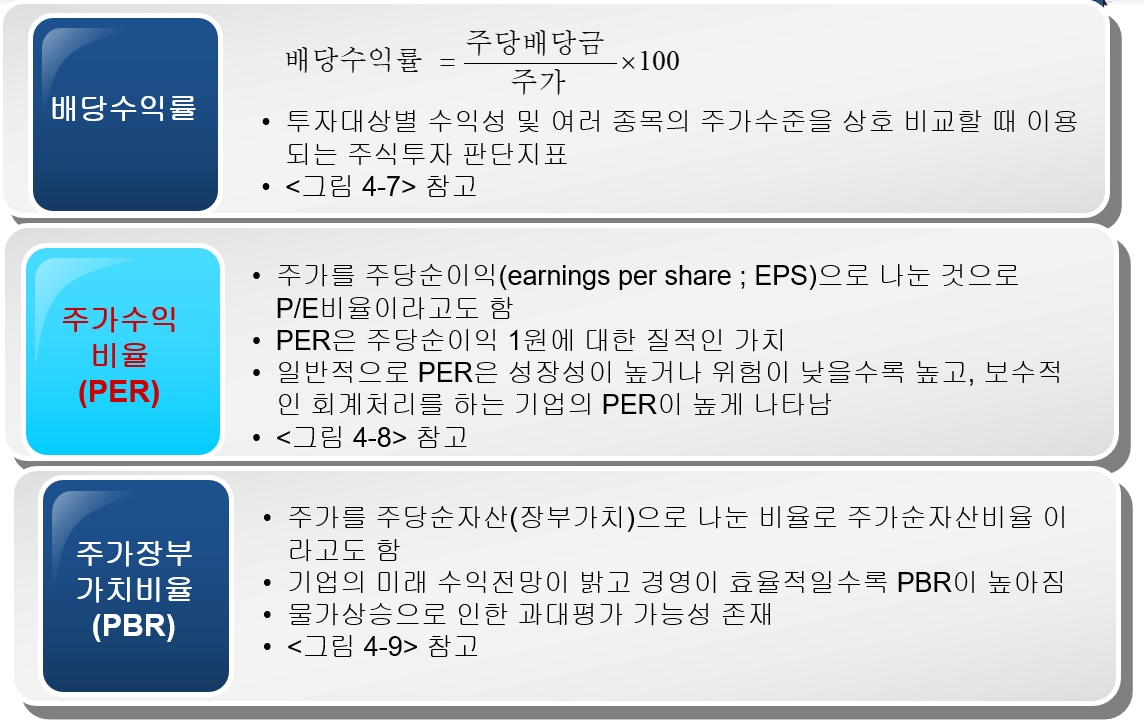 배당수익률
배당수익률 = 주당배당금/주가 ×100
• 투자대상별 수익성 및 여러 종목의 주가수준을 상호 비교할 때 이용
되는 주식투자 판단지표
• <그림 4-7> 참고
주가수익
비율
(PER)
• 주가를 주당순이익(earnings per share ; EPS)으로 나눈 것으로
P/E비율이라고도 함
• PER은 주당순이익 1원에 대한 질적인 가치
• 일반적으로 PER은 성장성이 높거나 위험이 낮을수록 높고, 보수적
인 회계처리를 하는 기업의 PER이 높게 나타남
• <그림 4-8> 참고
주가장부
가치비율
(PBR)
• 주가를 주당순자산(장부가치)으로 나눈 비율로 주가순자산비율 이
라고도 함
• 기업의 미래 수익전망이 밝고 경영이 효율적일수록 PBR이 높아짐
• 물가상승으로 인한 과대평가 가능성 존재
• <그림 4-9> 참고